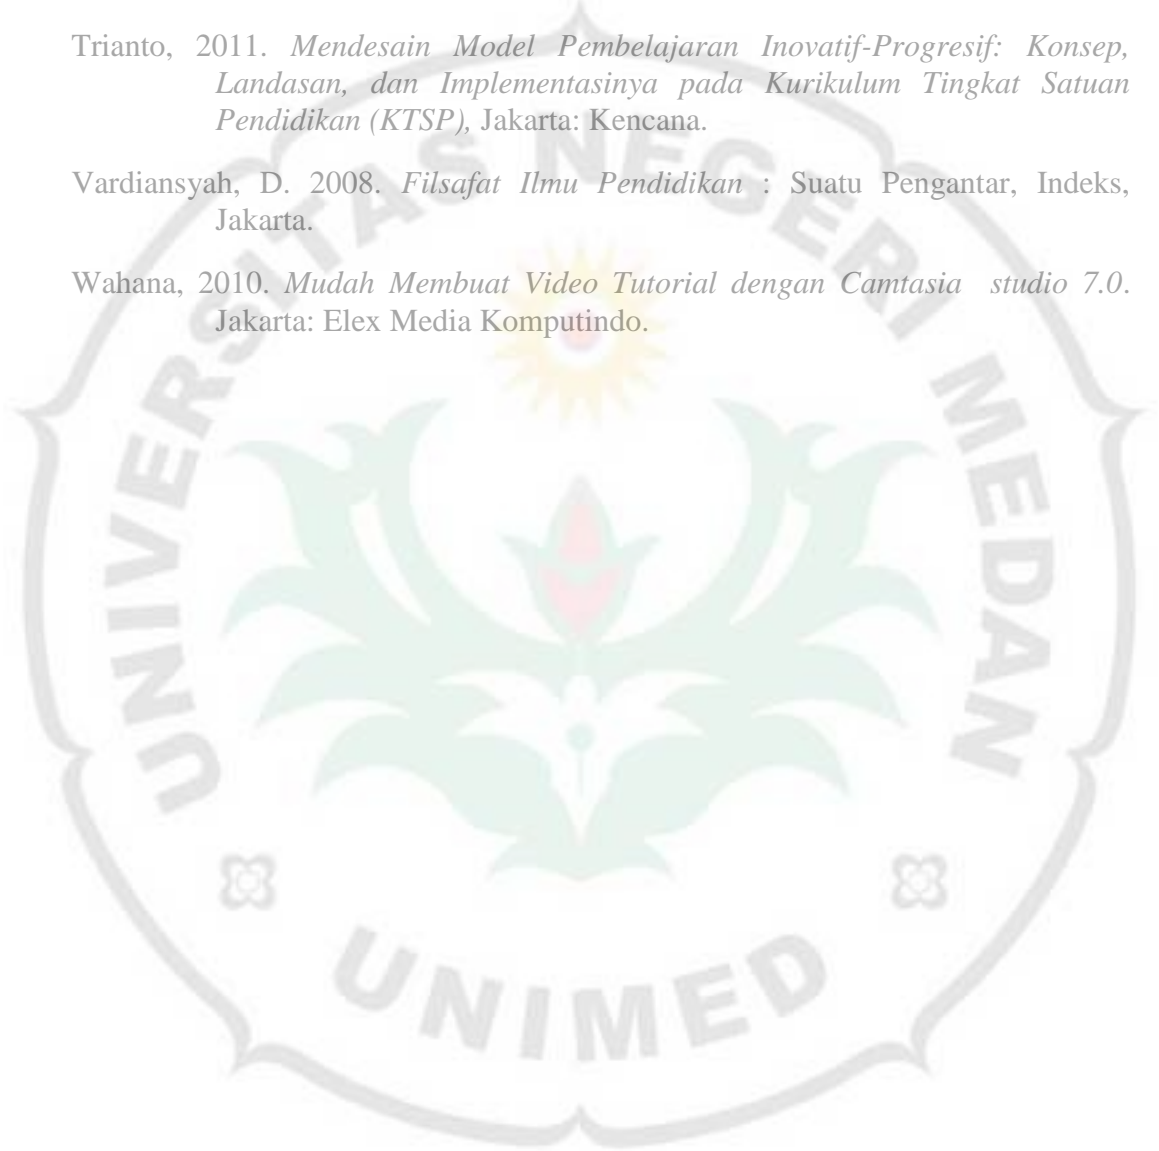 Trianto, 2011. Mendesain Model Pembelajaran Inovatif-Progresif: Konsep,
Landasan, dan Implementasinya pada Kurikulum Tingkat Satuan
Pendidikan (KTSP), Jakarta: Kencana.
Vardiansyah, D. 2008. Filsafat Ilmu Pendidikan : Suatu Pengantar, Indeks,
Jakarta.
Wahana, 2010. Mudah Membuat Video Tutorial dengan Camtasia studio 7.0.
Jakarta: Elex Media Komputindo.
UNIVERSITAS NEGERI MEDAN
UNIMED